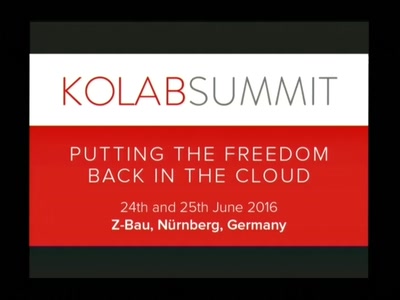 KOLABSUMMIT
PUTTING THE FREEDOM
BACK IN THE CLOUD
24th and 25th June 2016
Z-Bau, Nürnberg, Germany